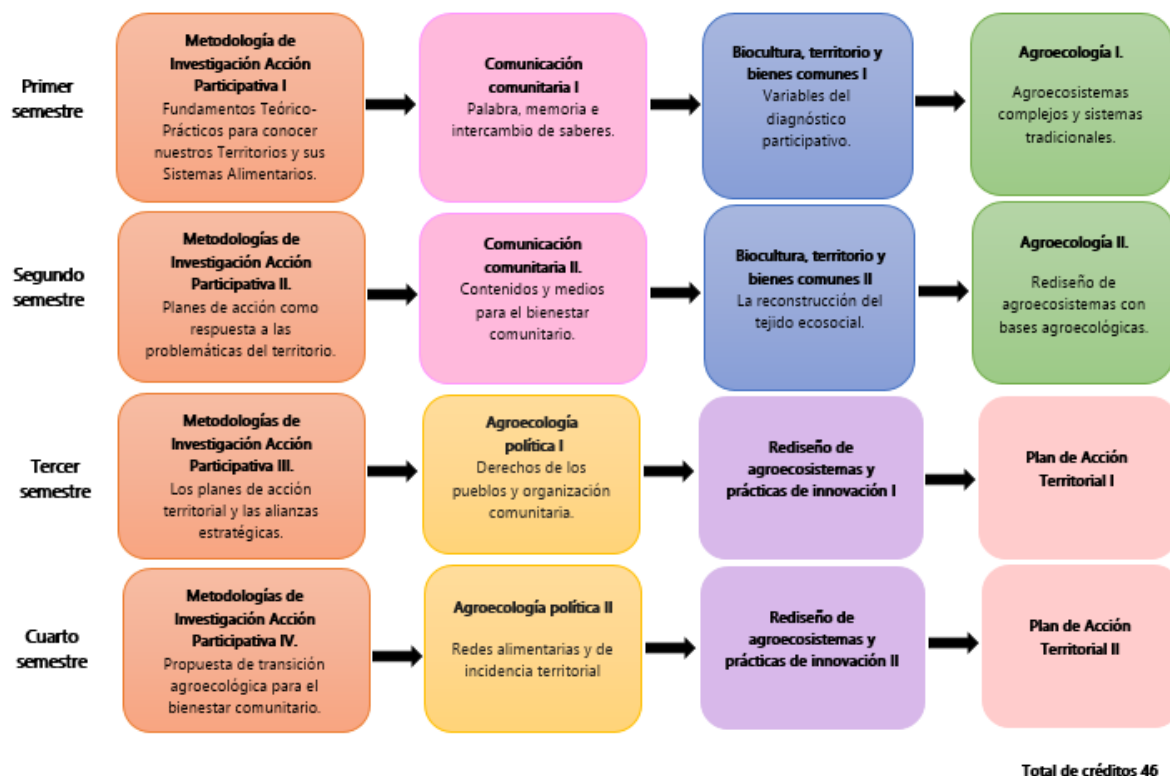 Primer
semestre
Metodología de
Investigación Acción
Participativa I
Fundamentos Teórico-
Prácticos para conocer
nuestros Territorios y sus
Sistemas Alimentarios.
Comunicación
comunitaria I
Palabra, memoria e
intercambio de saberes.
Biocultura, territorio y
bienes comunes I
Variables del
diagnóstico
participativo.
Agroecología I.
Agroecosistemas
complejos y sistemas
tradicionales.
Segundo
semestre
Metodologías de
Investigación Acción
Participativa II.
Planes de acción como
respuesta a las
problemáticas del territorio.
Comunicación
comunitaria II.
Contenidos y medios
para el bienestar
comunitario.
Biocultura, territorio y
bienes comunes II
La reconstrucción del
tejido ecosocial.
Agroecología II.
Rediseño de
agroecosistemas con
bases agroecológicas.
Tercer
semestre
Metodologías de
Investigación Acción
Participativa III.
Los planes de acción
territorial y las alianzas
estratégicas.
Agroecología
política I
Derechos de los
pueblos y organización
comunitaria.
Rediseño de
agroecosistemas y
prácticas de innovación I
Plan de Acción
Territorial I
Cuarto
semestre
Metodologías de
Investigación Acción
Participativa IV.
Propuesta de transición
agroecológica para el
bienestar comunitario.
Agroecología política II
Redes alimentarias y de
incidencia territorial
Rediseño de
agroecosistemas y
prácticas de innovación II
Plan de Acción
Territorial II
Total de créditos 46